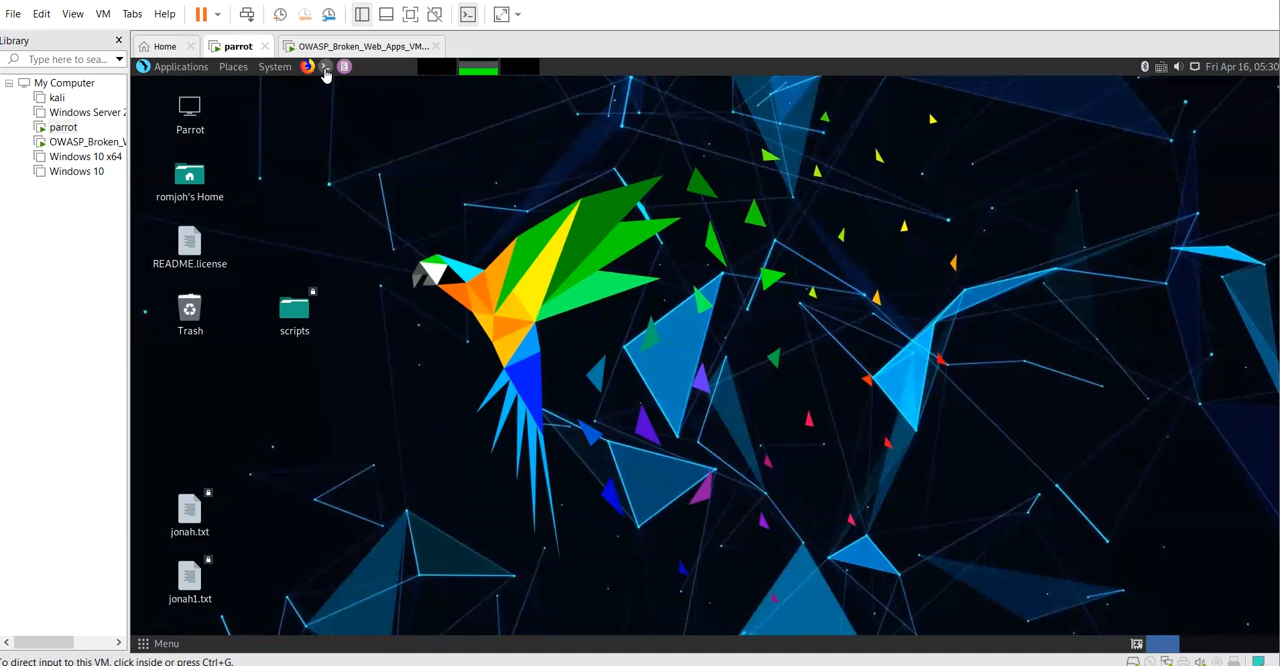 File Edit View VM Tabs Help
Library
Type here to sea...
My Computer
kali
Windows Server 2
parrot
OWASP_Broken_V
Windows 10 x64
Windows 10
Home parrot OWASP_Broken_Web_Apps_VM...
Applications Places System Fri Apr 16, 05:30
Parrot
romjoh's Home
README.license
Trash
scripts
jonah.txt
jonah1.txt
Menu
To direct input to this VM, click inside or press Ctrl+G.